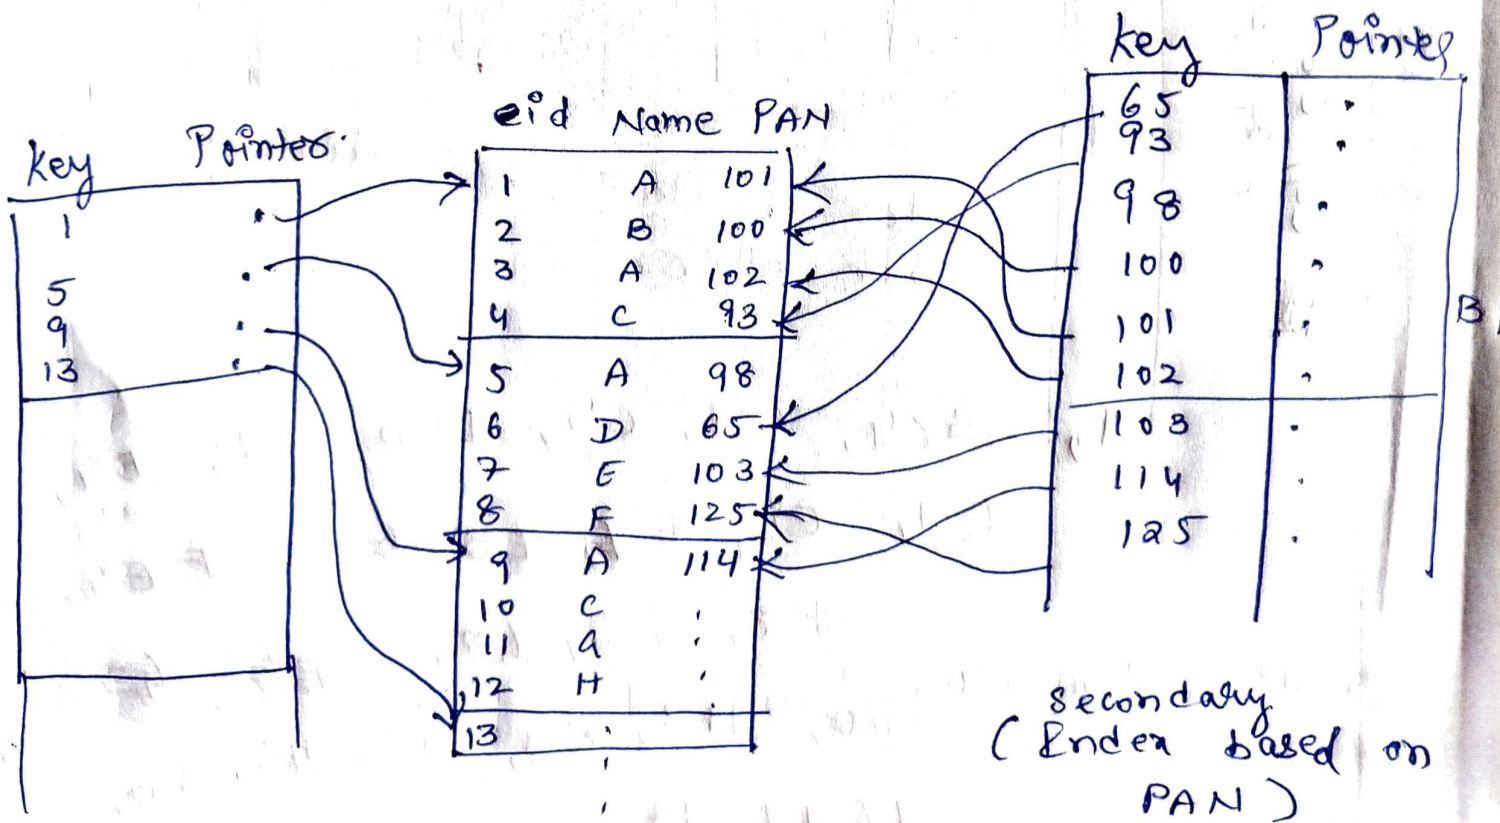 Key Pointer
1
5
9
13
eid Name PAN
1 A 101
2 B 100
3 A 102
4 C 93
5 A 98
6 D 65
7 E 103
8 F 125
9 A 114
10 C
11 G
12 H
13
Key Pointer
65
93
98
100
101
102
103
114
125
B
Secondary
(Index based on
PAN)